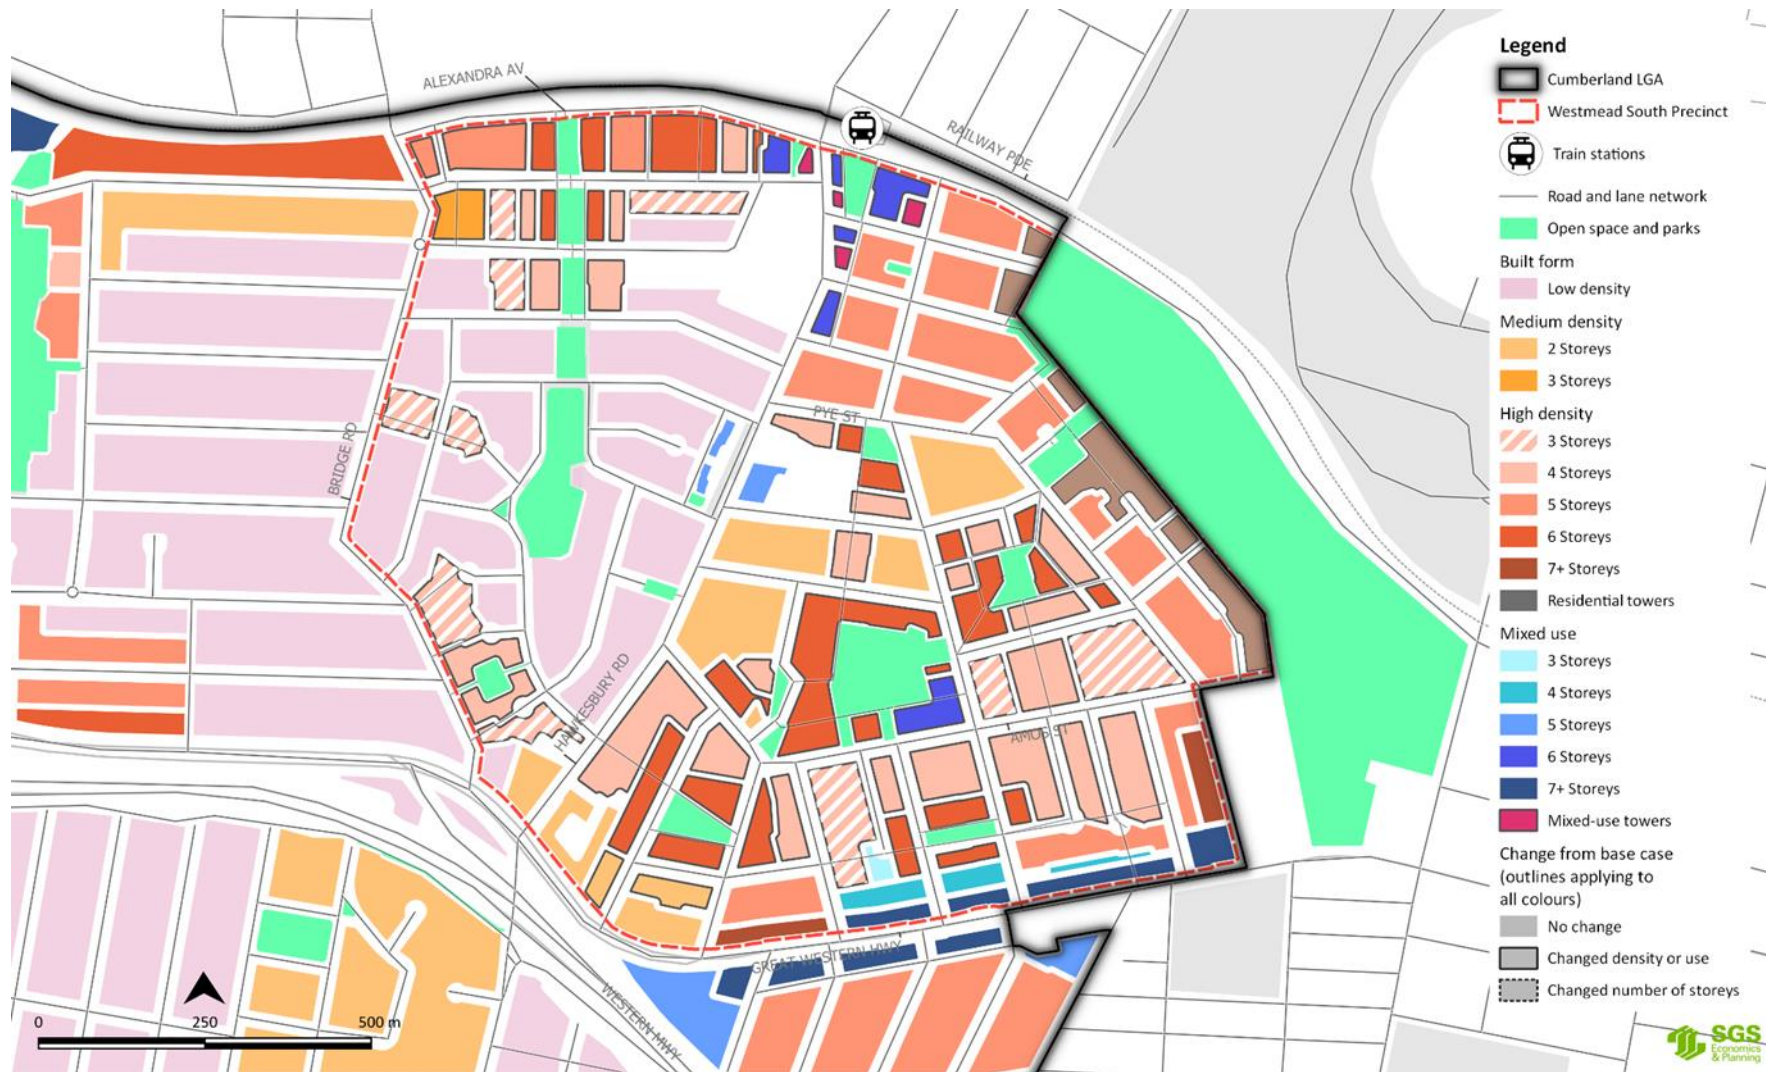 ALEXANDRA AV
RAILWAY PDE
BRIDGE RD
PYE ST
HAWKESBURY RD
AMOS ST
GREAT WESTERN HWY
WESTERN MWY
0 250 500 m
Legend
Cumberland LGA
Westmead South Precinct
Train stations
Road and lane network
Open space and parks
Built form
Low density
Medium density
2 Storeys
3 Storeys
High density
3 Storeys
4 Storeys
5 Storeys
6 Storeys
7+ Storeys
Residential towers
Mixed use
3 Storeys
4 Storeys
5 Storeys
6 Storeys
7+ Storeys
Mixed-use towers
Change from base case
(outlines applying to
all colours)
No change
Changed density or use
Changed number of storeys
SGS
Economics
& Planning